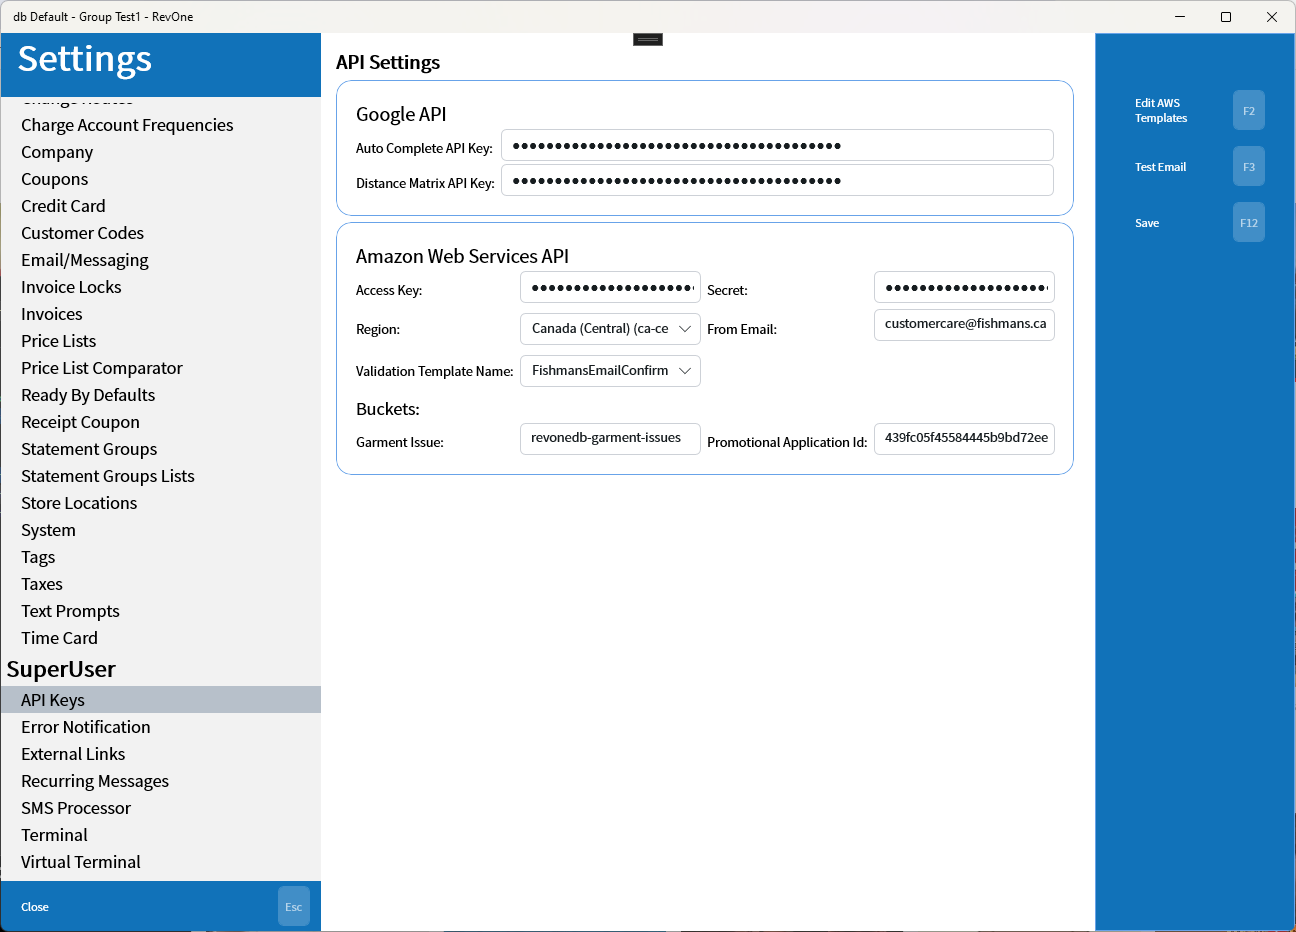 db Default - Group Test1 - RevOne
Settings
Change Routes
Charge Account Frequencies
Company
Coupons
Credit Card
Customer Codes
Email/Messaging
Invoice Locks
Invoices
Price Lists
Price List Comparator
Ready By Defaults
Receipt Coupon
Statement Groups
Statement Groups Lists
Store Locations
System
Tags
Taxes
Text Prompts
Time Card
SuperUser
API Keys
Error Notification
External Links
Recurring Messages
SMS Processor
Terminal
Virtual Terminal
Close Esc
API Settings
Google API
Auto Complete API Key: ●●●●●●●●●●●●●●●●●●●●●●●●●●●●●●●●●●●●●●●
Distance Matrix API Key: ●●●●●●●●●●●●●●●●●●●●●●●●●●●●●●●●●●●●●●●
Amazon Web Services API
Access Key: ●●●●●●●●●●●●●●●●●●●● Secret: ●●●●●●●●●●●●●●●●●●●●
Region: Canada (Central) (ca-ce From Email: customercare@fishmans.ca
Validation Template Name: FishmansEmailConfirm
Buckets:
Garment Issue: revonedb-garment-issues Promotional Application Id: 439fc05f45584445b9bd72ee
Edit AWS
Templates F2
Test Email F3
Save F12